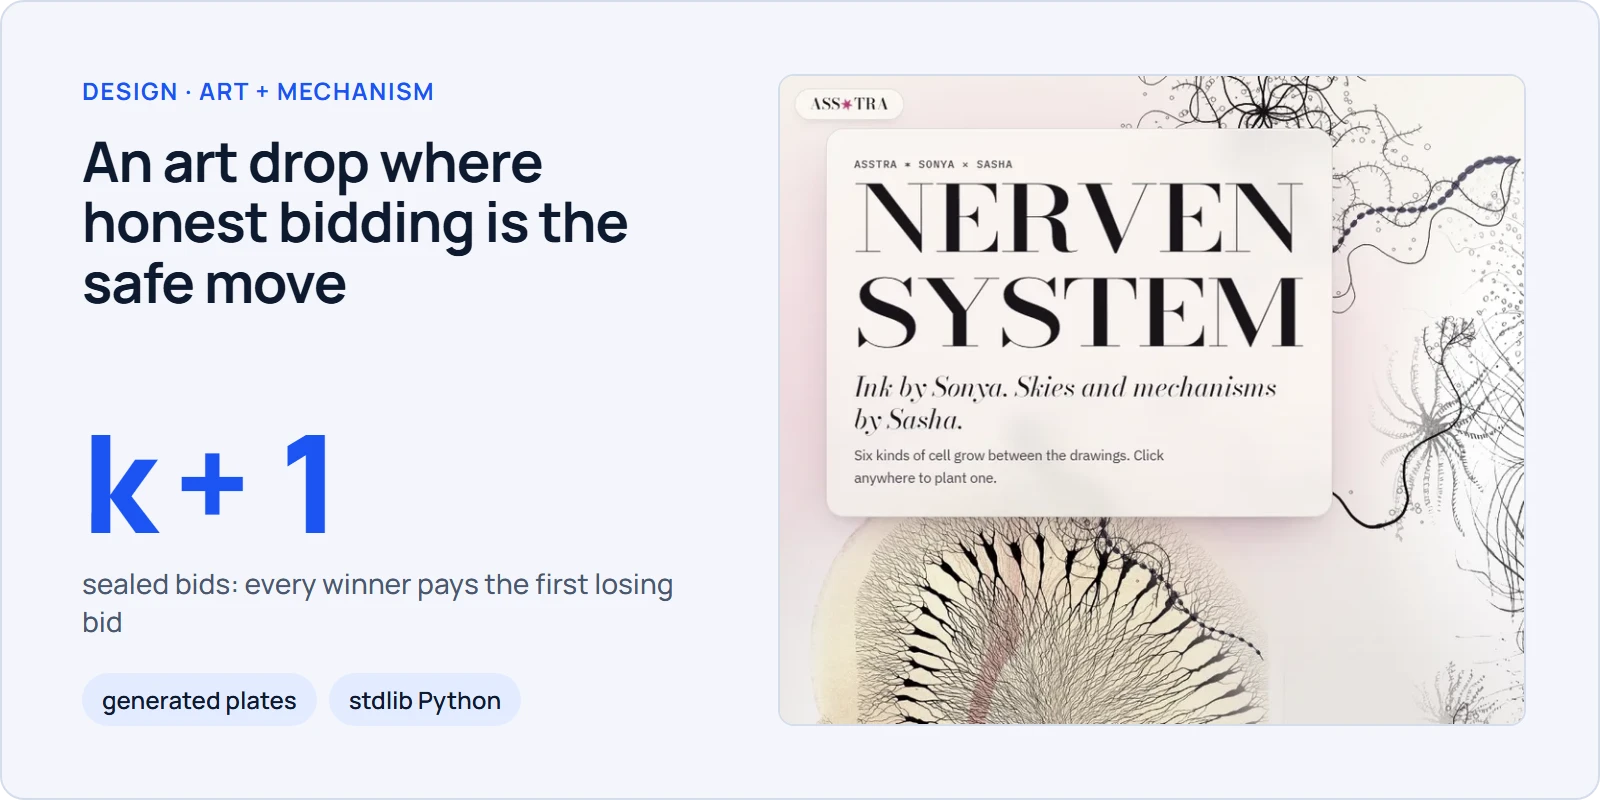 DESIGN · ART + MECHANISM
An art drop where
honest bidding is the
safe move
k + 1
sealed bids: every winner pays the first losing
bid
generated plates
stdlib Python
ASS★TRA
ASSTRA ✶ SONYA × SASHA
NERVEN
SYSTEM
Ink by Sonya. Skies and mechanisms
by Sasha.
Six kinds of cell grow between the drawings. Click
anywhere to plant one.